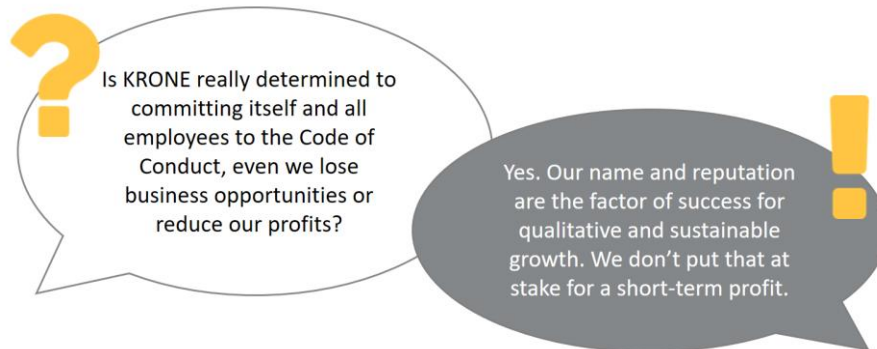 ?
Is KRONE really determined to
committing itself and all
employees to the Code of
Conduct, even we lose
business opportunities or
reduce our profits?
!
Yes. Our name and reputation
are the factor of success for
qualitative and sustainable
growth. We don’t put that at
stake for a short-term profit.